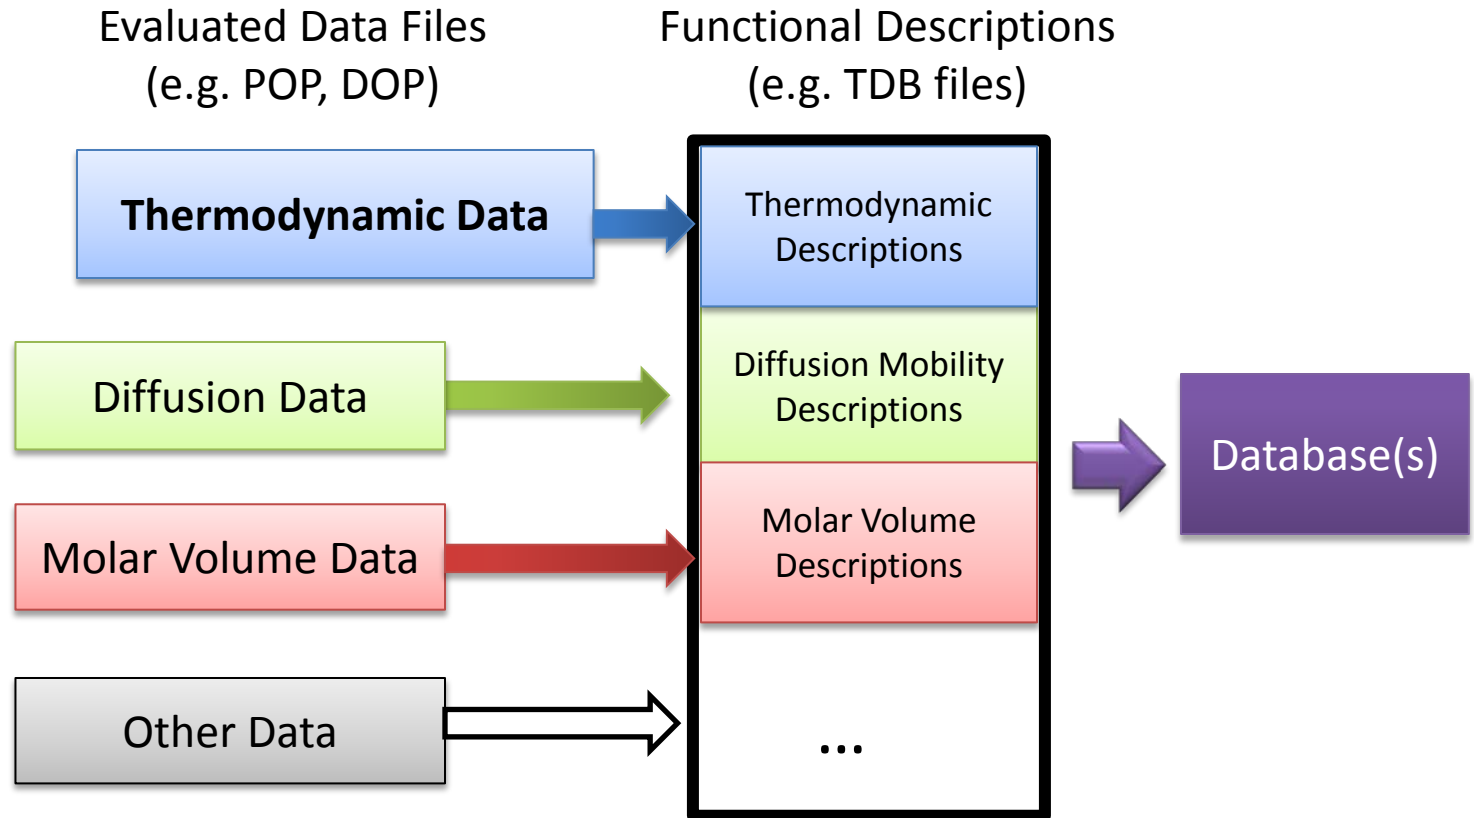 Evaluated Data Files
(e.g. POP, DOP)
Functional Descriptions
(e.g. TDB files)
Thermodynamic Data
Thermodynamic
Descriptions
Diffusion Data
Diffusion Mobility
Descriptions
Database(s)
Molar Volume Data
Molar Volume
Descriptions
Other Data
...